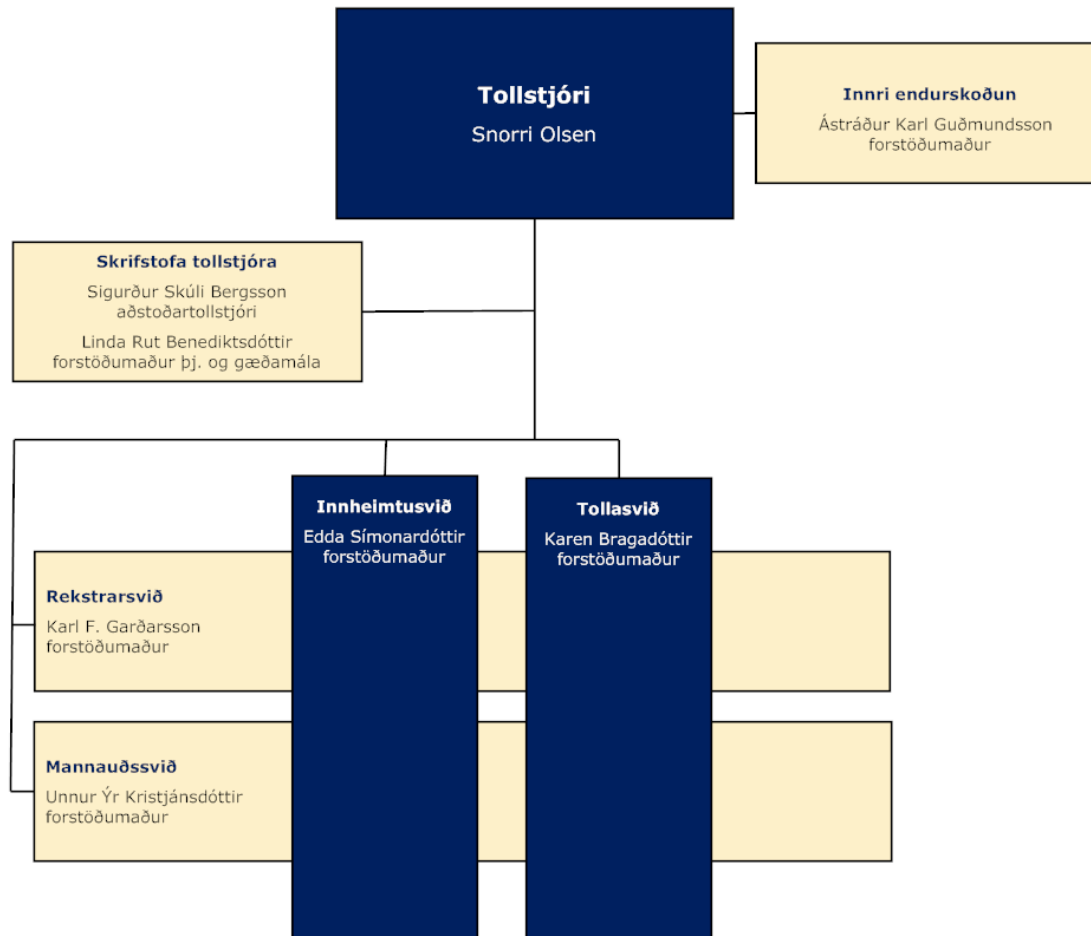 Tollstjóri
Snorri Olsen
Innri endurskoðun
Ástráður Karl Guðmundsson
forstöðumaður
Skrifstofa tollstjóra
Sigurður Skúli Bergsson
aðstoðartollstjóri
Linda Rut Benediktsdóttir
forstöðumaður þj. og gæðamála
Innheimtusvið
Edda Símonardóttir
forstöðumaður
Tollasvið
Karen Bragadóttir
forstöðumaður
Rekstrarsvið
Karl F. Garðarsson
forstöðumaður
Mannauðssvið
Unnur Ýr Kristjánsdóttir
forstöðumaður